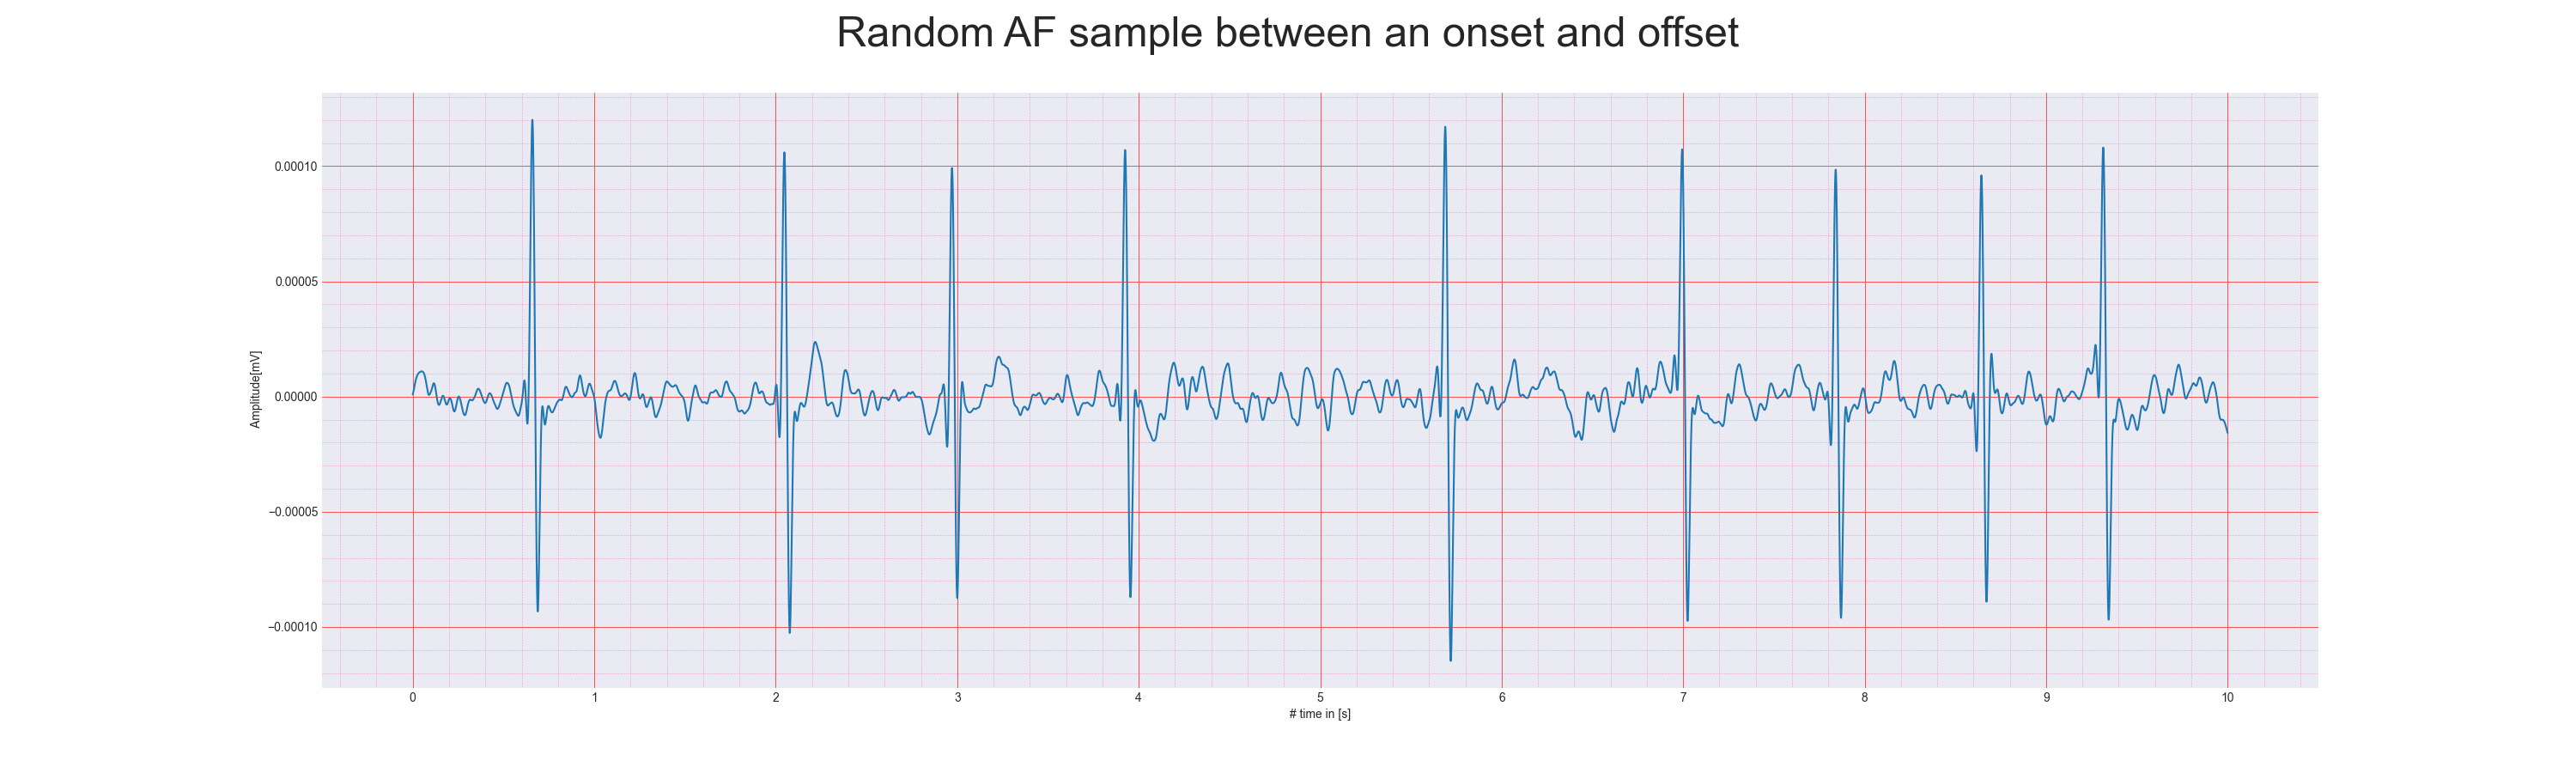 Random AF sample between an onset and offset
0.00010
0.00005
0.00000
−0.00005
−0.00010
Amplitude[mV]
0 1 2 3 4 5 6 7 8 9 10
# time in [s]